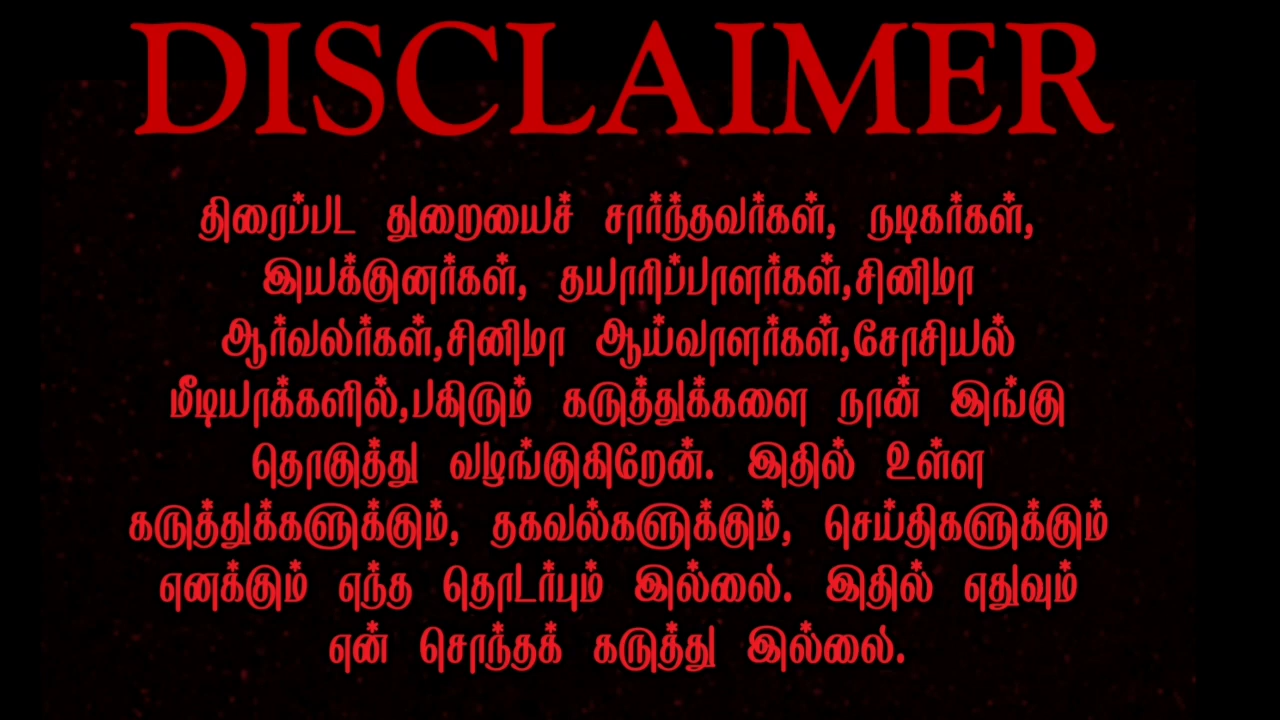 DISCLAIMER
திரைப்பட துறையைச் சார்ந்தவர்கள், நடிகர்கள்,
இயக்குனர்கள், தயாரிப்பாளர்கள்,சினிமா
ஆர்வலர்கள்,சினிமா ஆய்வாளர்கள்,சோசியல்
மீடியாக்களில்,பகிரும் கருத்துக்களை நான் இங்கு
தொகுத்து வழங்குகிறேன். இதில் உள்ள
கருத்துக்களுக்கும், தகவல்களுக்கும், செய்திகளுக்கும்
எனக்கும் எந்த தொடர்பும் இல்லை. இதில் எதுவும்
என் சொந்தக் கருத்து இல்லை.